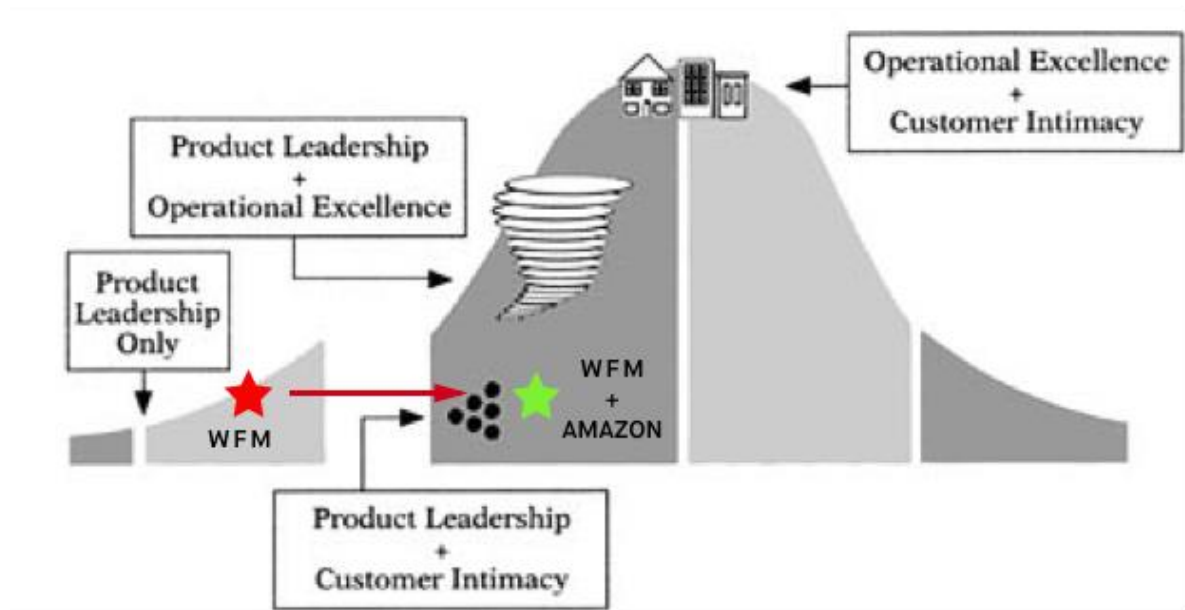 Operational Excellence
+
Customer Intimacy
Product Leadership
+
Operational Excellence
Product
Leadership
Only
WFM
WFM
+
AMAZON
Product Leadership
+
Customer Intimacy